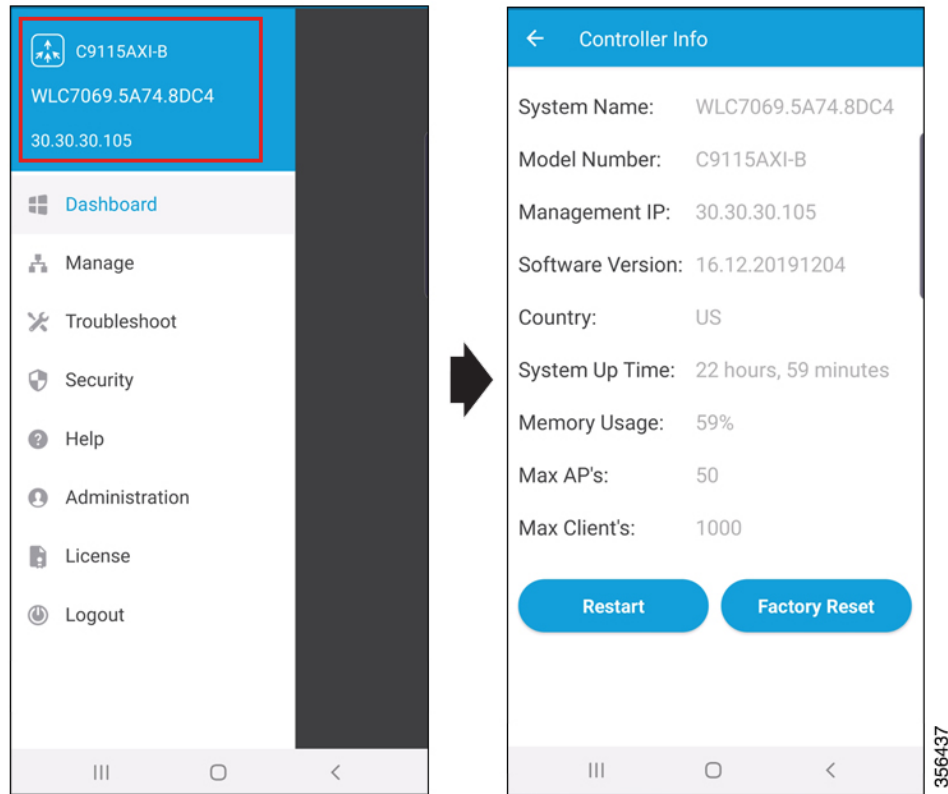 C9115AXI-B
WLC7069.5A74.8DC4
30.30.30.105
Dashboard
Manage
Troubleshoot
Security
Help
Administration
License
Logout
Controller Info
System Name: WLC7069.5A74.8DC4
Model Number: C9115AXI-B
Management IP: 30.30.30.105
Software Version: 16.12.20191204
Country: US
System Up Time: 22 hours, 59 minutes
Memory Usage: 59%
Max AP's: 50
Max Client's: 1000
Restart Factory Reset
356437